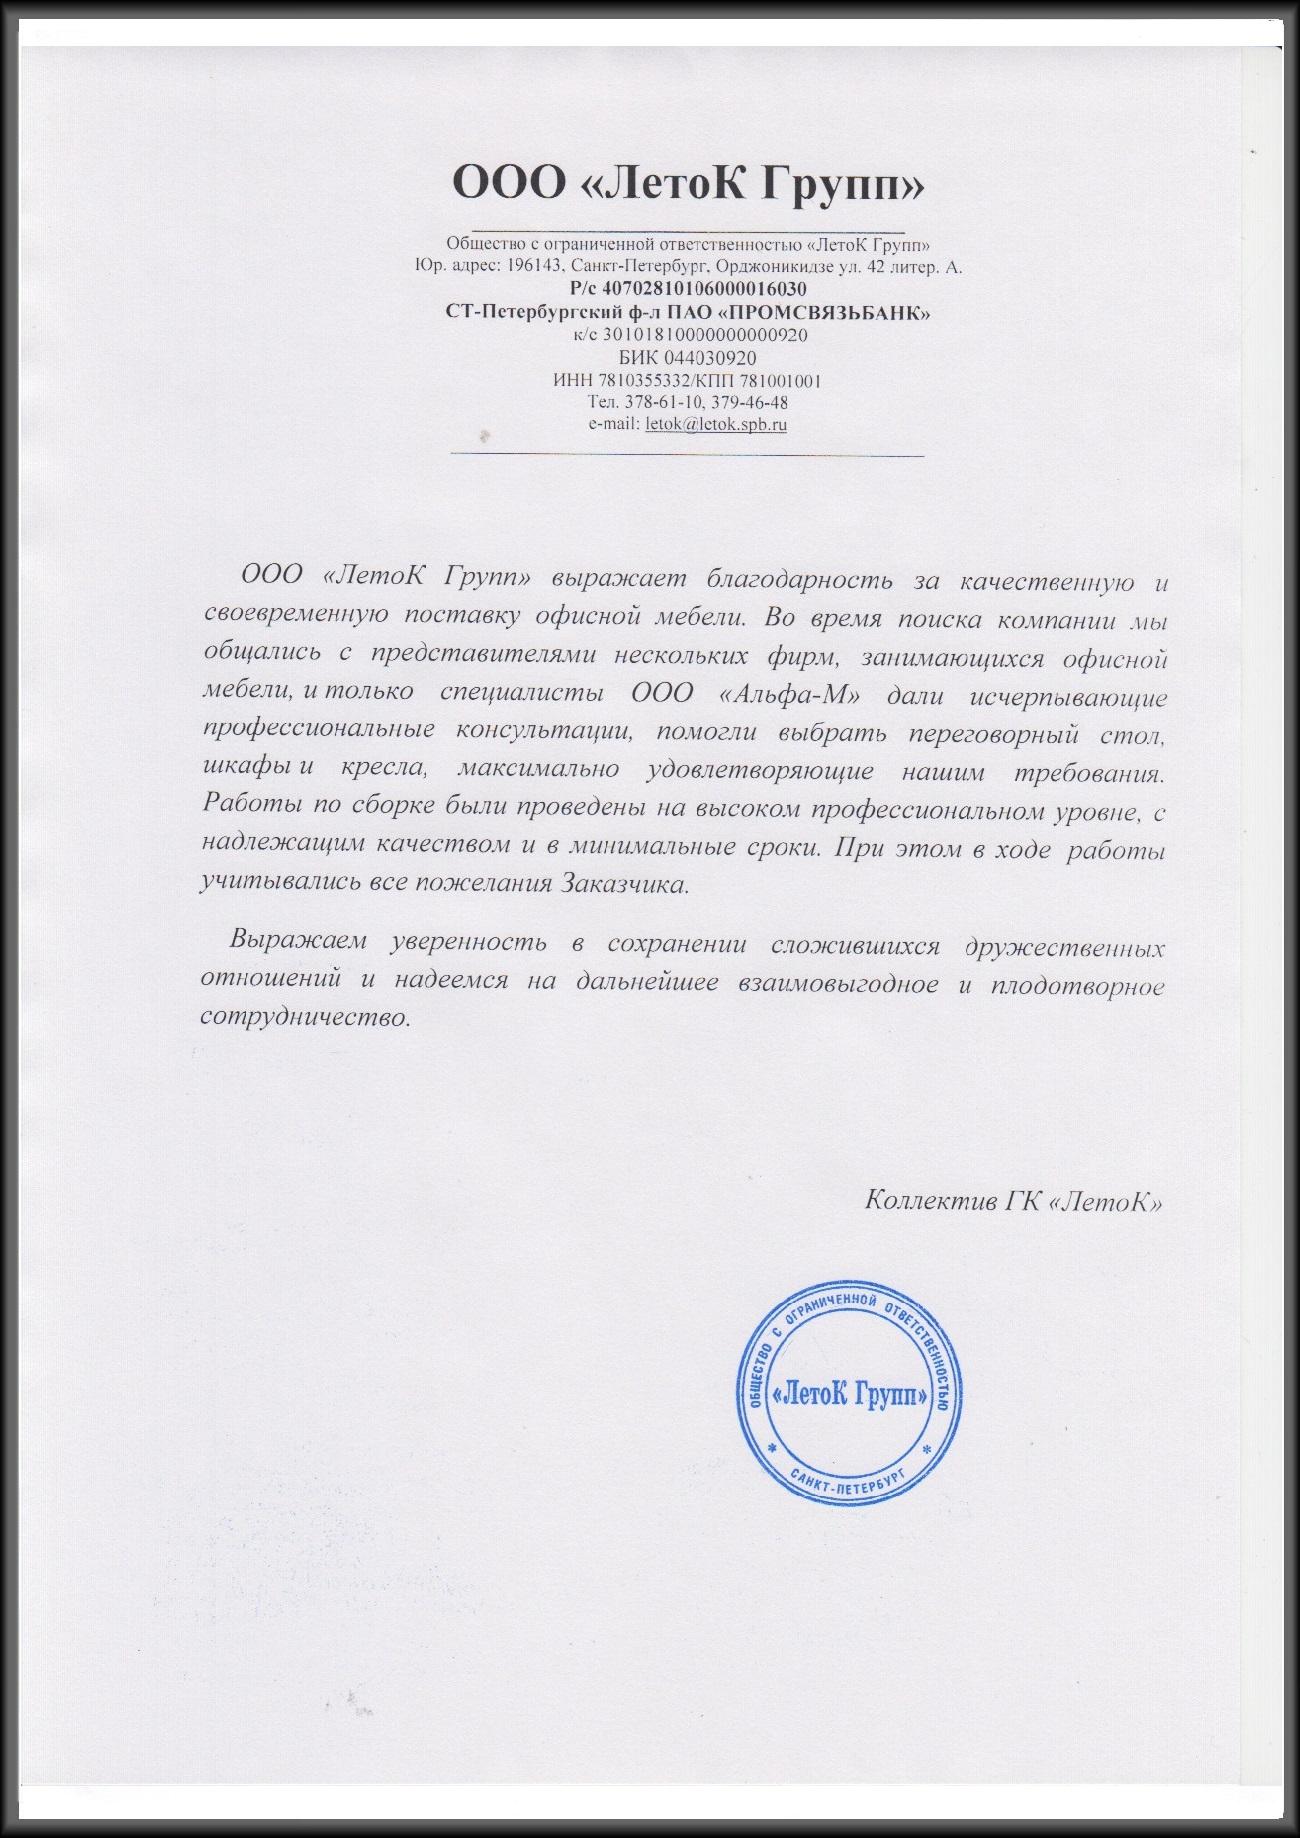 ООО «ЛетоК Групп»
Общество с ограниченной ответственностью «ЛетоК Групп»
Юр. адрес: 196143, Санкт-Петербург, Орджоникидзе ул. 42 литер. А.
Р/с 40702810106000016030
СТ-Петербургский ф-л ПАО «ПРОМСВЯЗЬБАНК»
к/с 30101810000000000920
БИК 044030920
ИНН 7810355332/КПП 781001001
Тел. 378-61-10, 379-46-48
e-mail: letok@letok.spb.ru
ООО «ЛетоК Групп» выражает благодарность за качественную и
своевременную поставку офисной мебели. Во время поиска компании мы
общались с представителями нескольких фирм, занимающихся офисной
мебели, и только специалисты ООО «Альфа-М» дали исчерпывающие
профессиональные консультации, помогли выбрать переговорный стол,
шкафы и кресла, максимально удовлетворяющие нашим требования.
Работы по сборке были проведены на высоком профессиональном уровне, с
надлежащим качеством и в минимальные сроки. При этом в ходе работы
учитывались все пожелания Заказчика.
Выражаем уверенность в сохранении сложившихся дружественных
отношений и надеемся на дальнейшее взаимовыгодное и плодотворное
сотрудничество.
Коллектив ГК «ЛетоК»
ОБЩЕСТВО С ОГРАНИЧЕННОЙ ОТВЕТСТВЕННОСТЬЮ
«ЛетоК Групп»
* САНКТ-ПЕТЕРБУРГ *